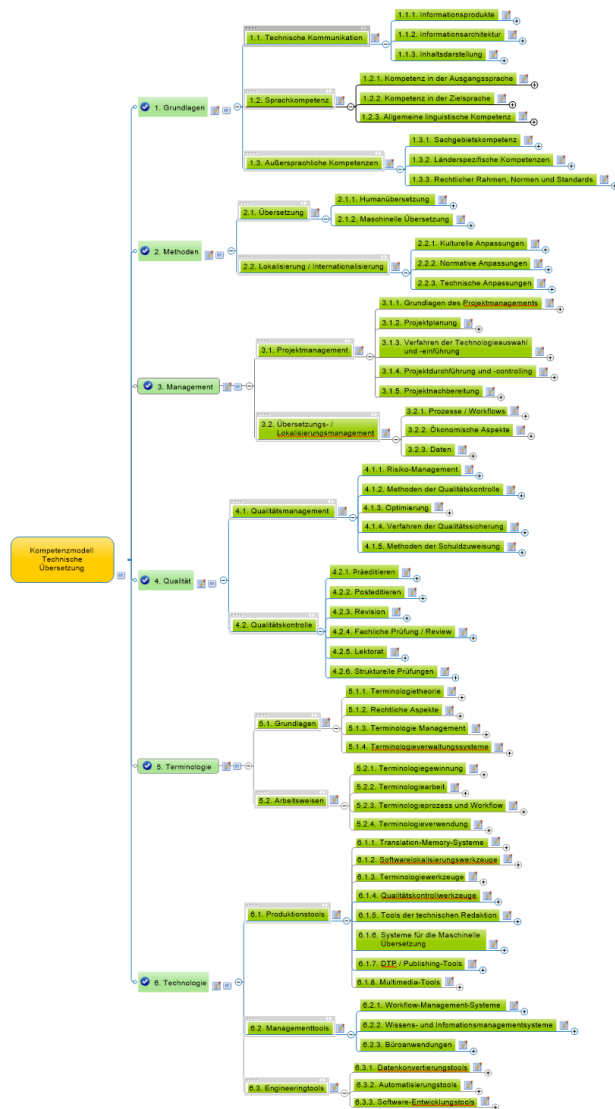 Kompetenzmodell
Technische
Übersetzung
1. Grundlagen
1.1. Technische Kommunikation
1.1.1. Informationsprodukte
1.1.2. Informationsarchitektur
1.1.3. Inhaltsdarstellung
1.2. Sprachkompetenz
1.2.1. Kompetenz in der Ausgangssprache
1.2.2. Kompetenz in der Zielsprache
1.2.3. Allgemeine linguistische Kompetenz
1.3. Außersprachliche Kompetenzen
1.3.1. Sachgebietskompetenz
1.3.2. Länderspezifische Kompetenzen
1.3.3. Rechtlicher Rahmen, Normen und Standards
2. Methoden
2.1. Übersetzung
2.1.1. Humanübersetzung
2.1.2. Maschinelle Übersetzung
2.2. Lokalisierung / Internationalisierung
2.2.1. Kulturelle Anpassungen
2.2.2. Normative Anpassungen
2.2.3. Technische Anpassungen
3. Management
3.1. Projektmanagement
3.1.1. Grundlagen des Projektmanagements
3.1.2. Projektplanung
3.1.3. Verfahren der Technologieauswahl
und -einführung
3.1.4. Projektdurchführung und -controlling
3.1.5. Projektnachbereitung
3.2. Übersetzungs- /
Lokalisierungsmanagement
3.2.1. Prozesse / Workflows
3.2.2. Ökonomische Aspekte
3.2.3. Daten
4. Qualität
4.1. Qualitätsmanagement
4.1.1. Risiko-Management
4.1.2. Methoden der Qualitätskontrolle
4.1.3. Optimierung
4.1.4. Verfahren der Qualitätssicherung
4.1.5. Methoden der Schuldzuweisung
4.2. Qualitätskontrolle
4.2.1. Präeditieren
4.2.2. Posteditieren
4.2.3. Revision
4.2.4. Fachliche Prüfung / Review
4.2.5. Lektorat
4.2.6. Strukturelle Prüfungen
5. Terminologie
5.1. Grundlagen
5.1.1. Terminologietheorie
5.1.2. Rechtliche Aspekte
5.1.3. Terminologie Management
5.1.4. Terminologieverwaltungssysteme
5.2. Arbeitsweisen
5.2.1. Terminologiegewinnung
5.2.2. Terminologiearbeit
5.2.3. Terminologieprozess und Workflow
5.2.4. Terminologieverwendung
6. Technologie
6.1. Produktionstools
6.1.1. Translation-Memory-Systeme
6.1.2. Softwarelokalisierungswerkzeuge
6.1.3. Terminologiewerkzeuge
6.1.4. Qualitätskontrollwerkzeuge
6.1.5. Tools der technischen Redaktion
6.1.6. Systeme für die Maschinelle
Übersetzung
6.1.7. DTP / Publishing-Tools
6.1.8. Multimedia-Tools
6.2. Managementtools
6.2.1. Workflow-Management-Systeme
6.2.2. Wissens- und Infomationsmanagementsysteme
6.2.3. Büroanwendungen
6.3. Engineeringtools
6.3.1. Datenkonvertierungstools
6.3.2. Automatisierungstools
6.3.3. Software-Entwicklungstools